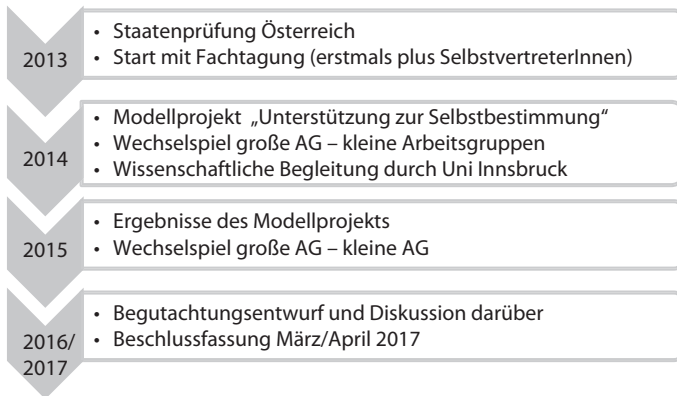 2013
• Staatenprüfung Österreich
• Start mit Fachtagung (erstmals plus SelbstvertreterInnen)
2014
• Modellprojekt „Unterstützung zur Selbstbestimmung“
• Wechselspiel große AG – kleine Arbeitsgruppen
• Wissenschaftliche Begleitung durch Uni Innsbruck
2015
• Ergebnisse des Modellprojekts
• Wechselspiel große AG – kleine AG
2016/
2017
• Begutachtungsentwurf und Diskussion darüber
• Beschlussfassung März/April 2017